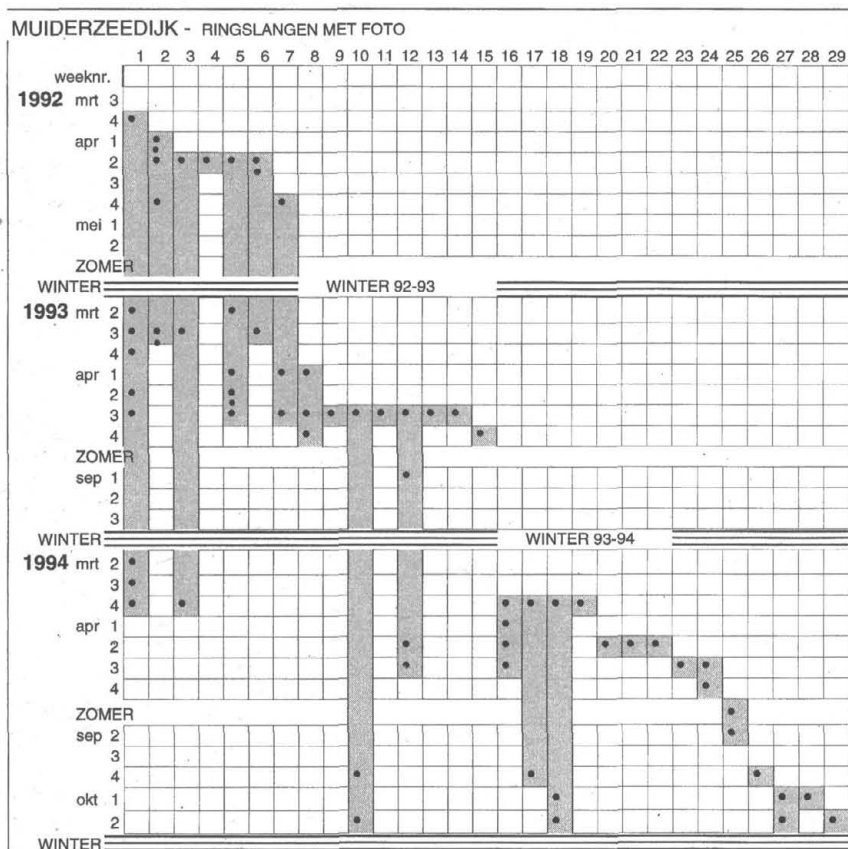 MUIDERZEEDIJK - RINGSLANGEN MET FOTO
1 2 3 4 5 6 7 8 9 10 11 12 13 14 15 16 17 18 19 20 21 22 23 24 25 26 27 28 29
weeknr.
1992 mrt 3
4
apr 1
2
3
4
mei 1
2
ZOMER
WINTER WINTER 92-93
1993 mrt 2
3
4
apr 1
2
3
4
ZOMER
sep 1
2
3
WINTER WINTER 93-94
1994 mrt 2
3
4
apr 1
2
3
4
ZOMER
sep 2
3
4
okt 1
2
WINTER